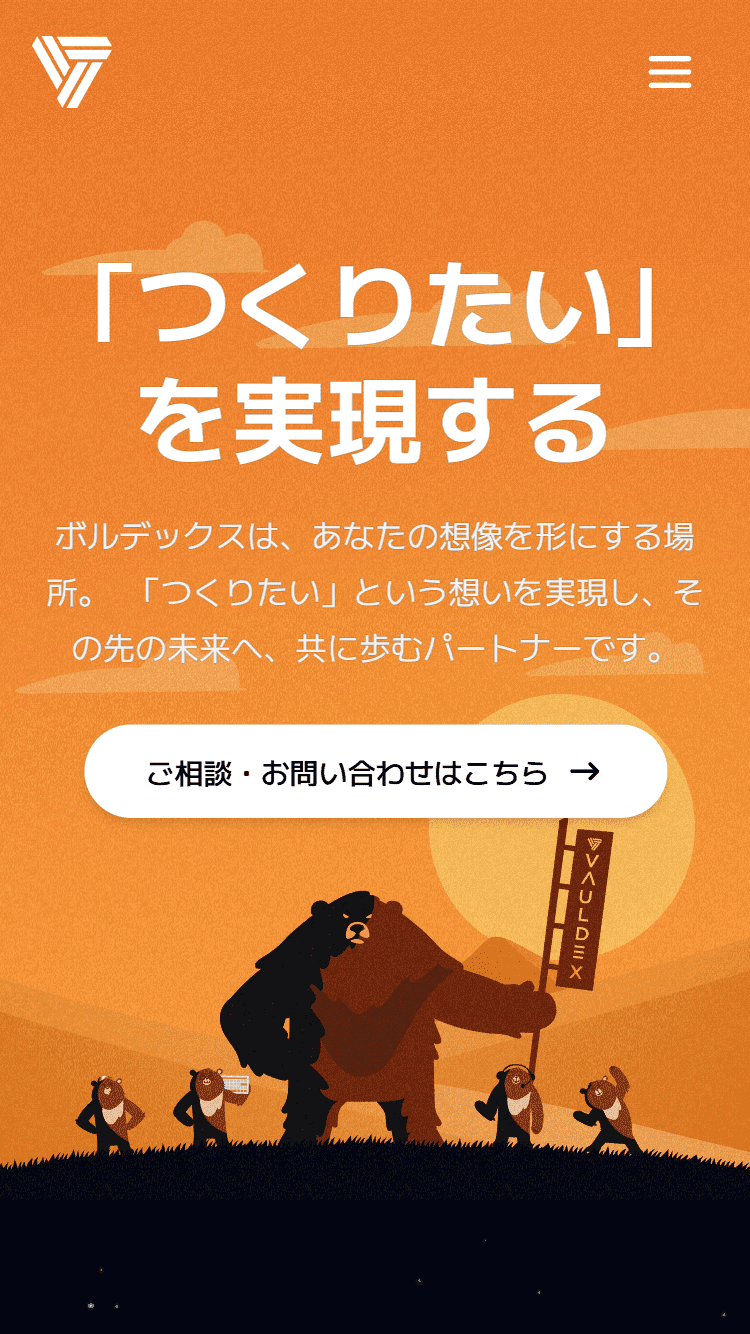 「つくりたい」
を実現する
ボルデックスは、あなたの想像を形にする場
所。 「つくりたい」という想いを実現し、そ
の先の未来へ、共に歩むパートナーです。
ご相談・お問い合わせはこちら →
VAULDEX